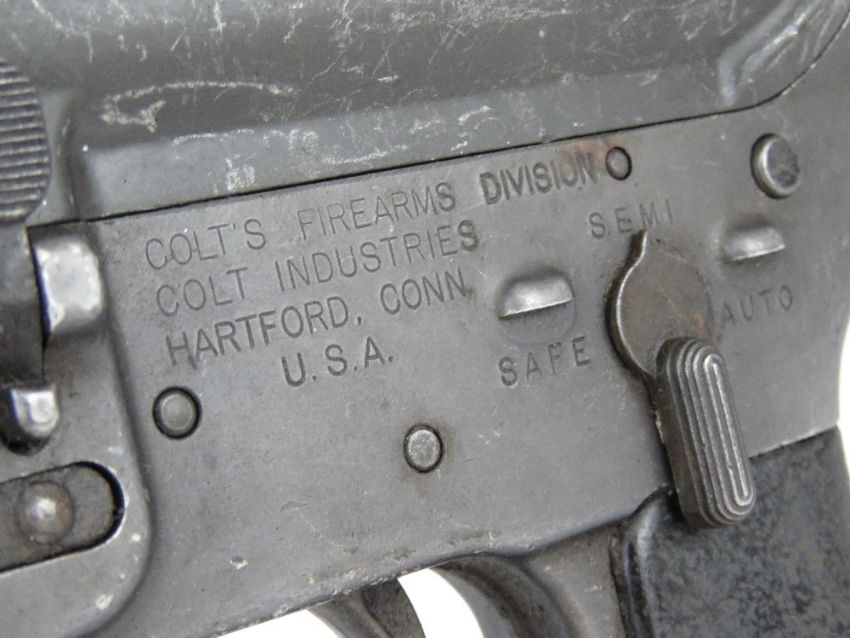 COLT'S FIREARMS DIVISION
COLT INDUSTRIES
HARTFORD, CONN.
U.S.A.
SEMI
SAFE
AUTO